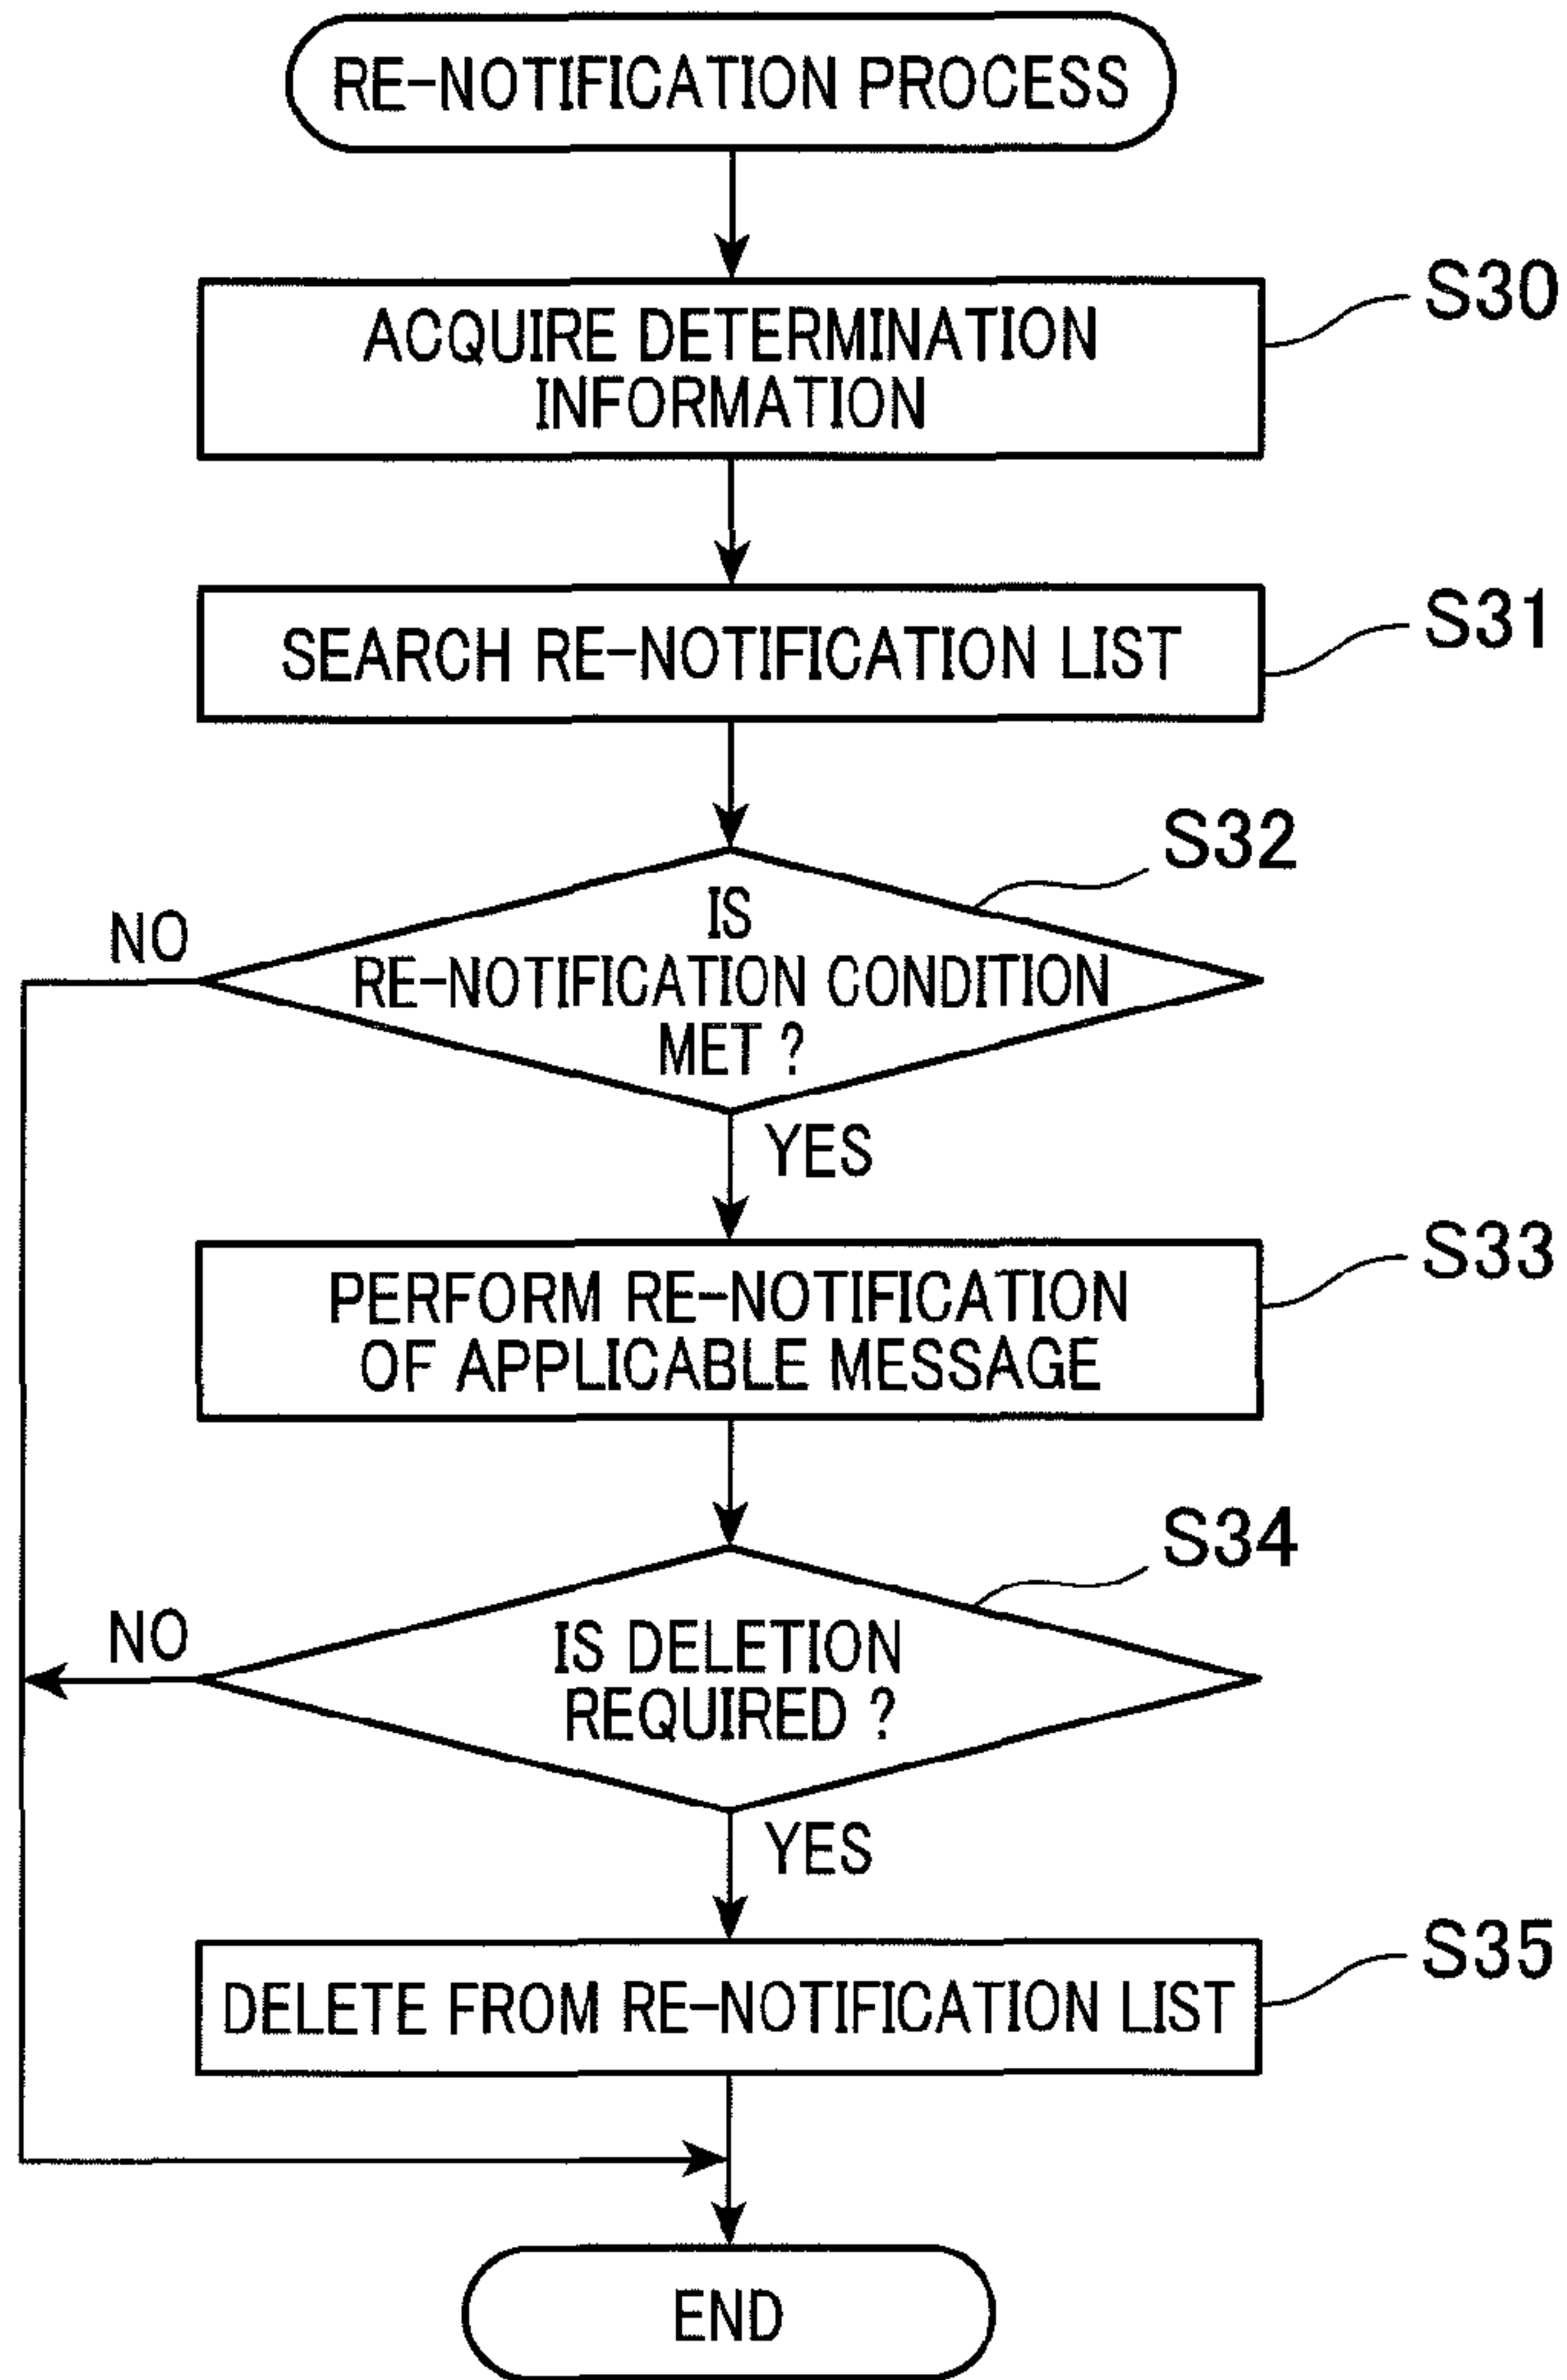 RE-NOTIFICATION PROCESS
S30
ACQUIRE DETERMINATION
INFORMATION
S31
SEARCH RE-NOTIFICATION LIST
S32
NO
IS
RE-NOTIFICATION CONDITION
MET ?
YES
S33
PERFORM RE-NOTIFICATION
OF APPLICABLE MESSAGE
S34
NO
IS DELETION
REQUIRED ?
YES
S35
DELETE FROM RE-NOTIFICATION LIST
END